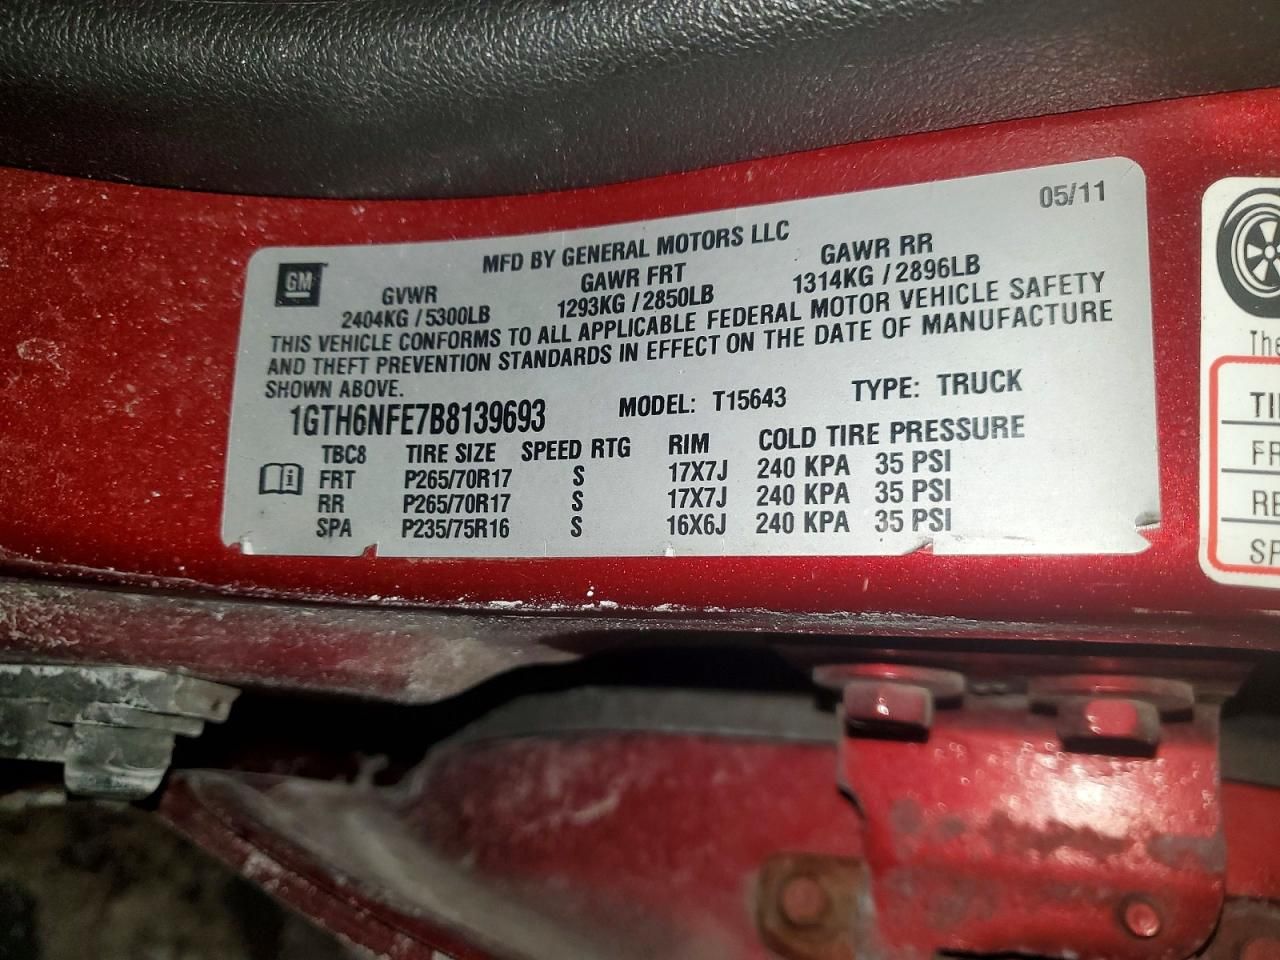 05/11
MFD BY GENERAL MOTORS LLC
GM
GVWR GAWR FRT GAWR RR
2404KG / 5300LB 1293KG / 2850LB 1314KG / 2896LB
THIS VEHICLE CONFORMS TO ALL APPLICABLE FEDERAL MOTOR VEHICLE SAFETY
AND THEFT PREVENTION STANDARDS IN EFFECT ON THE DATE OF MANUFACTURE
SHOWN ABOVE.
1GTH6NFE7B8139693 MODEL: T15643 TYPE: TRUCK
TBC8 TIRE SIZE SPEED RTG RIM COLD TIRE PRESSURE
FRT P265/70R17 S 17X7J 240 KPA 35 PSI
RR P265/70R17 S 17X7J 240 KPA 35 PSI
SPA P235/75R16 S 16X6J 240 KPA 35 PSI
The